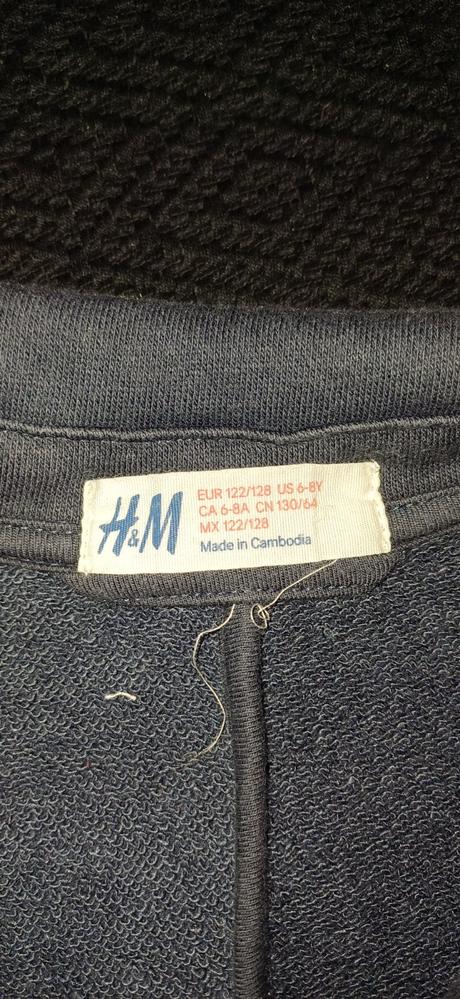 H&M
EUR 122/128 US 6-8Y
CA 6-8A CN 130/64
MX 122/128
Made in Cambodia